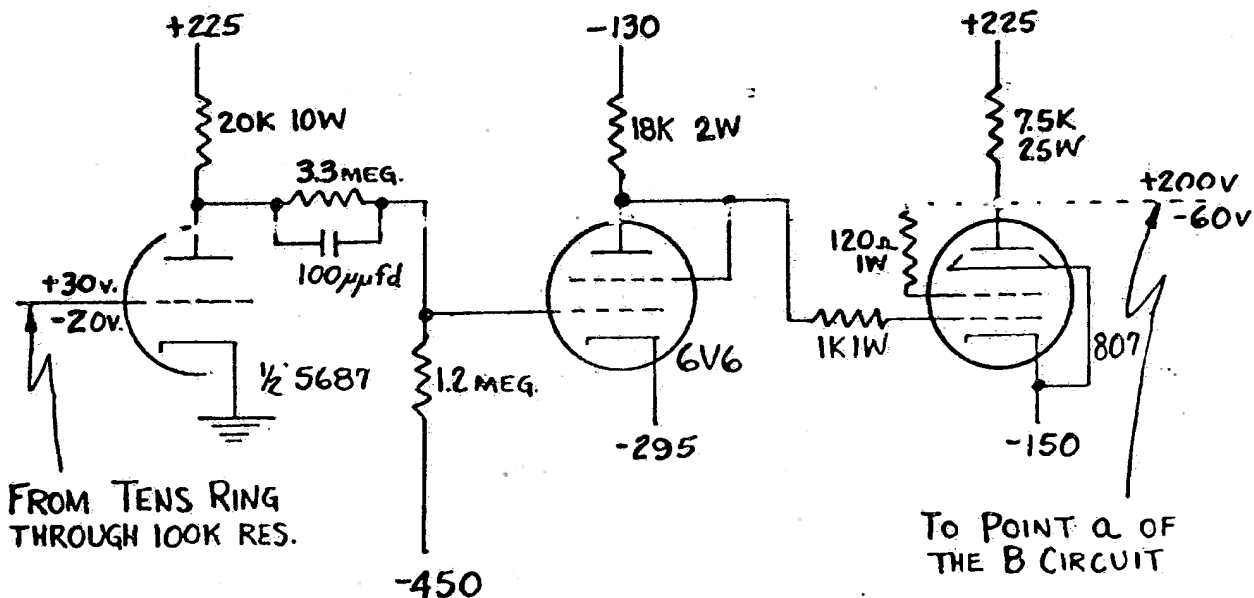 +225
20K 10W
3.3 MEG.
100μμfd
+30v.
-20v.
½ 5687
FROM TENS RING
THROUGH 100K RES.
1.2 MEG.
-450
-130
18K 2W
6V6
-295
1K 1W
+225
7.5K
25W
120Ω
1W
807
-150
+200v
-60v
TO POINT a OF
THE B CIRCUIT